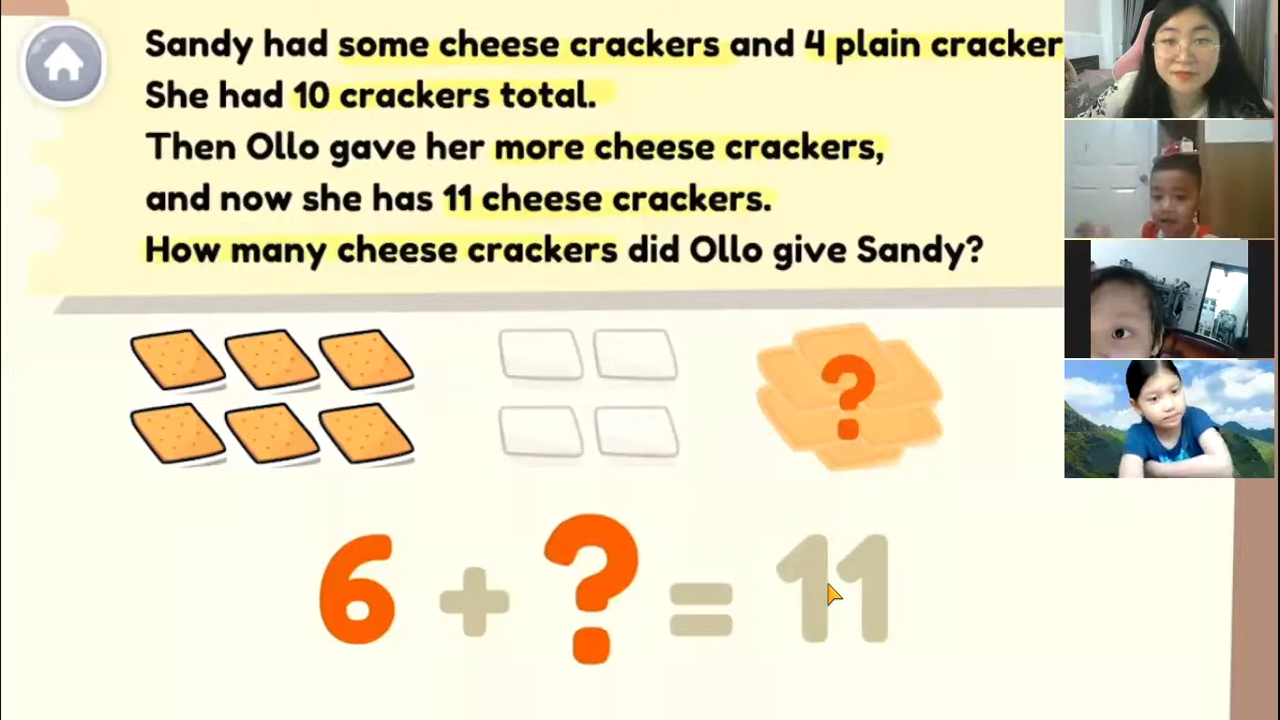 Sandy had some cheese crackers and 4 plain cracker
She had 10 crackers total.
Then Ollo gave her more cheese crackers,
and now she has 11 cheese crackers.
How many cheese crackers did Ollo give Sandy?
?
6 + ? = 11